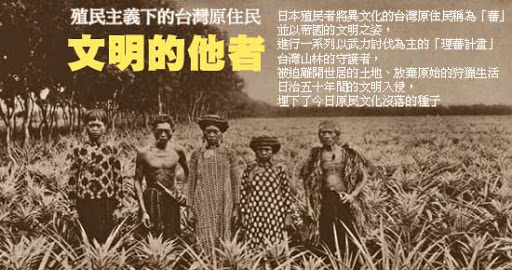 殖民主義下的台灣原住民
文明的他者
日本殖民者將異文化的台灣原住民稱為「蕃」
並以帝國的文明之姿，
進行一系列以武力討伐為主的「理蕃計畫」
台灣山林的守護者，
被迫離開世居的土地、放棄原始的狩獵生活
日治五十年間的文明入侵，
埋下了今日原民文化沒落的種子